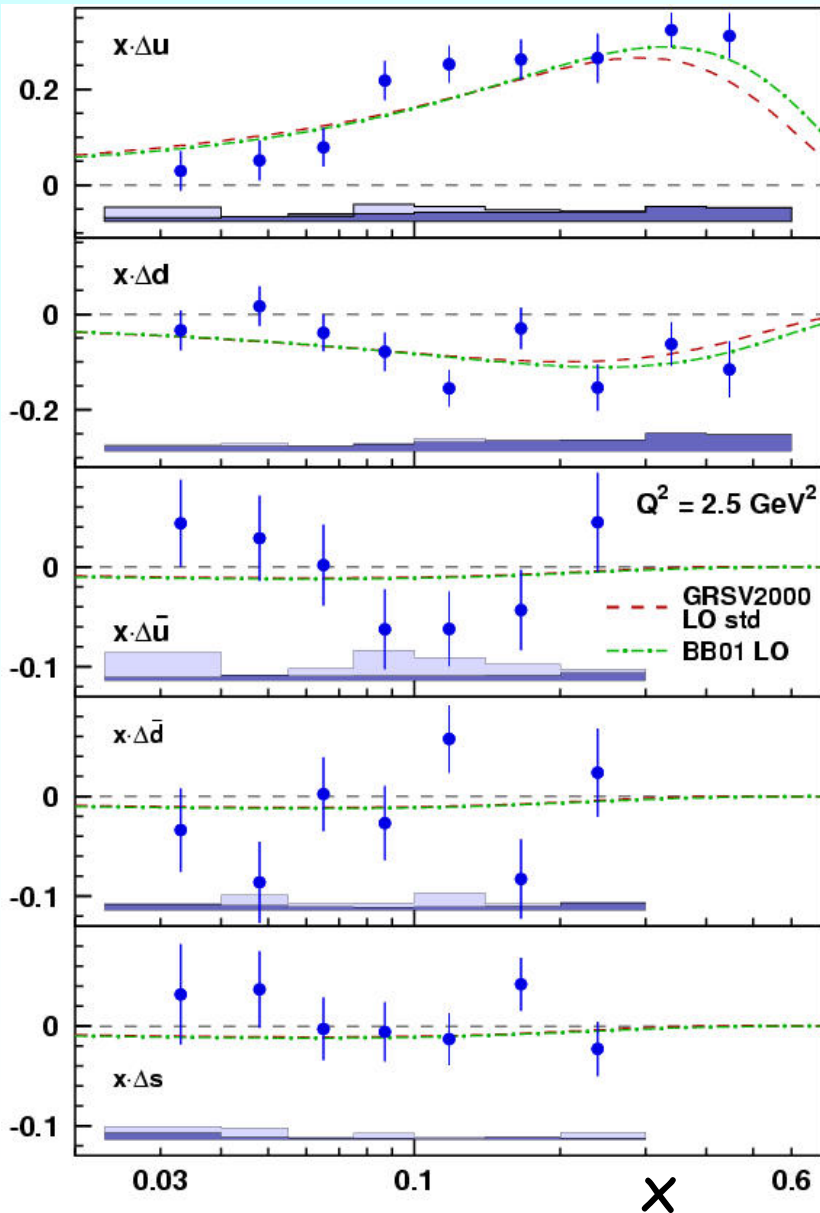 x·Δu
0.2
0
x·Δd
0
-0.2
Q² = 2.5 GeV²
0
GRSV2000
LO std
x·Δū
BB01 LO
-0.1
x·Δd̄
0
-0.1
0
x·Δs
-0.1
0.03 0.1 0.6
X